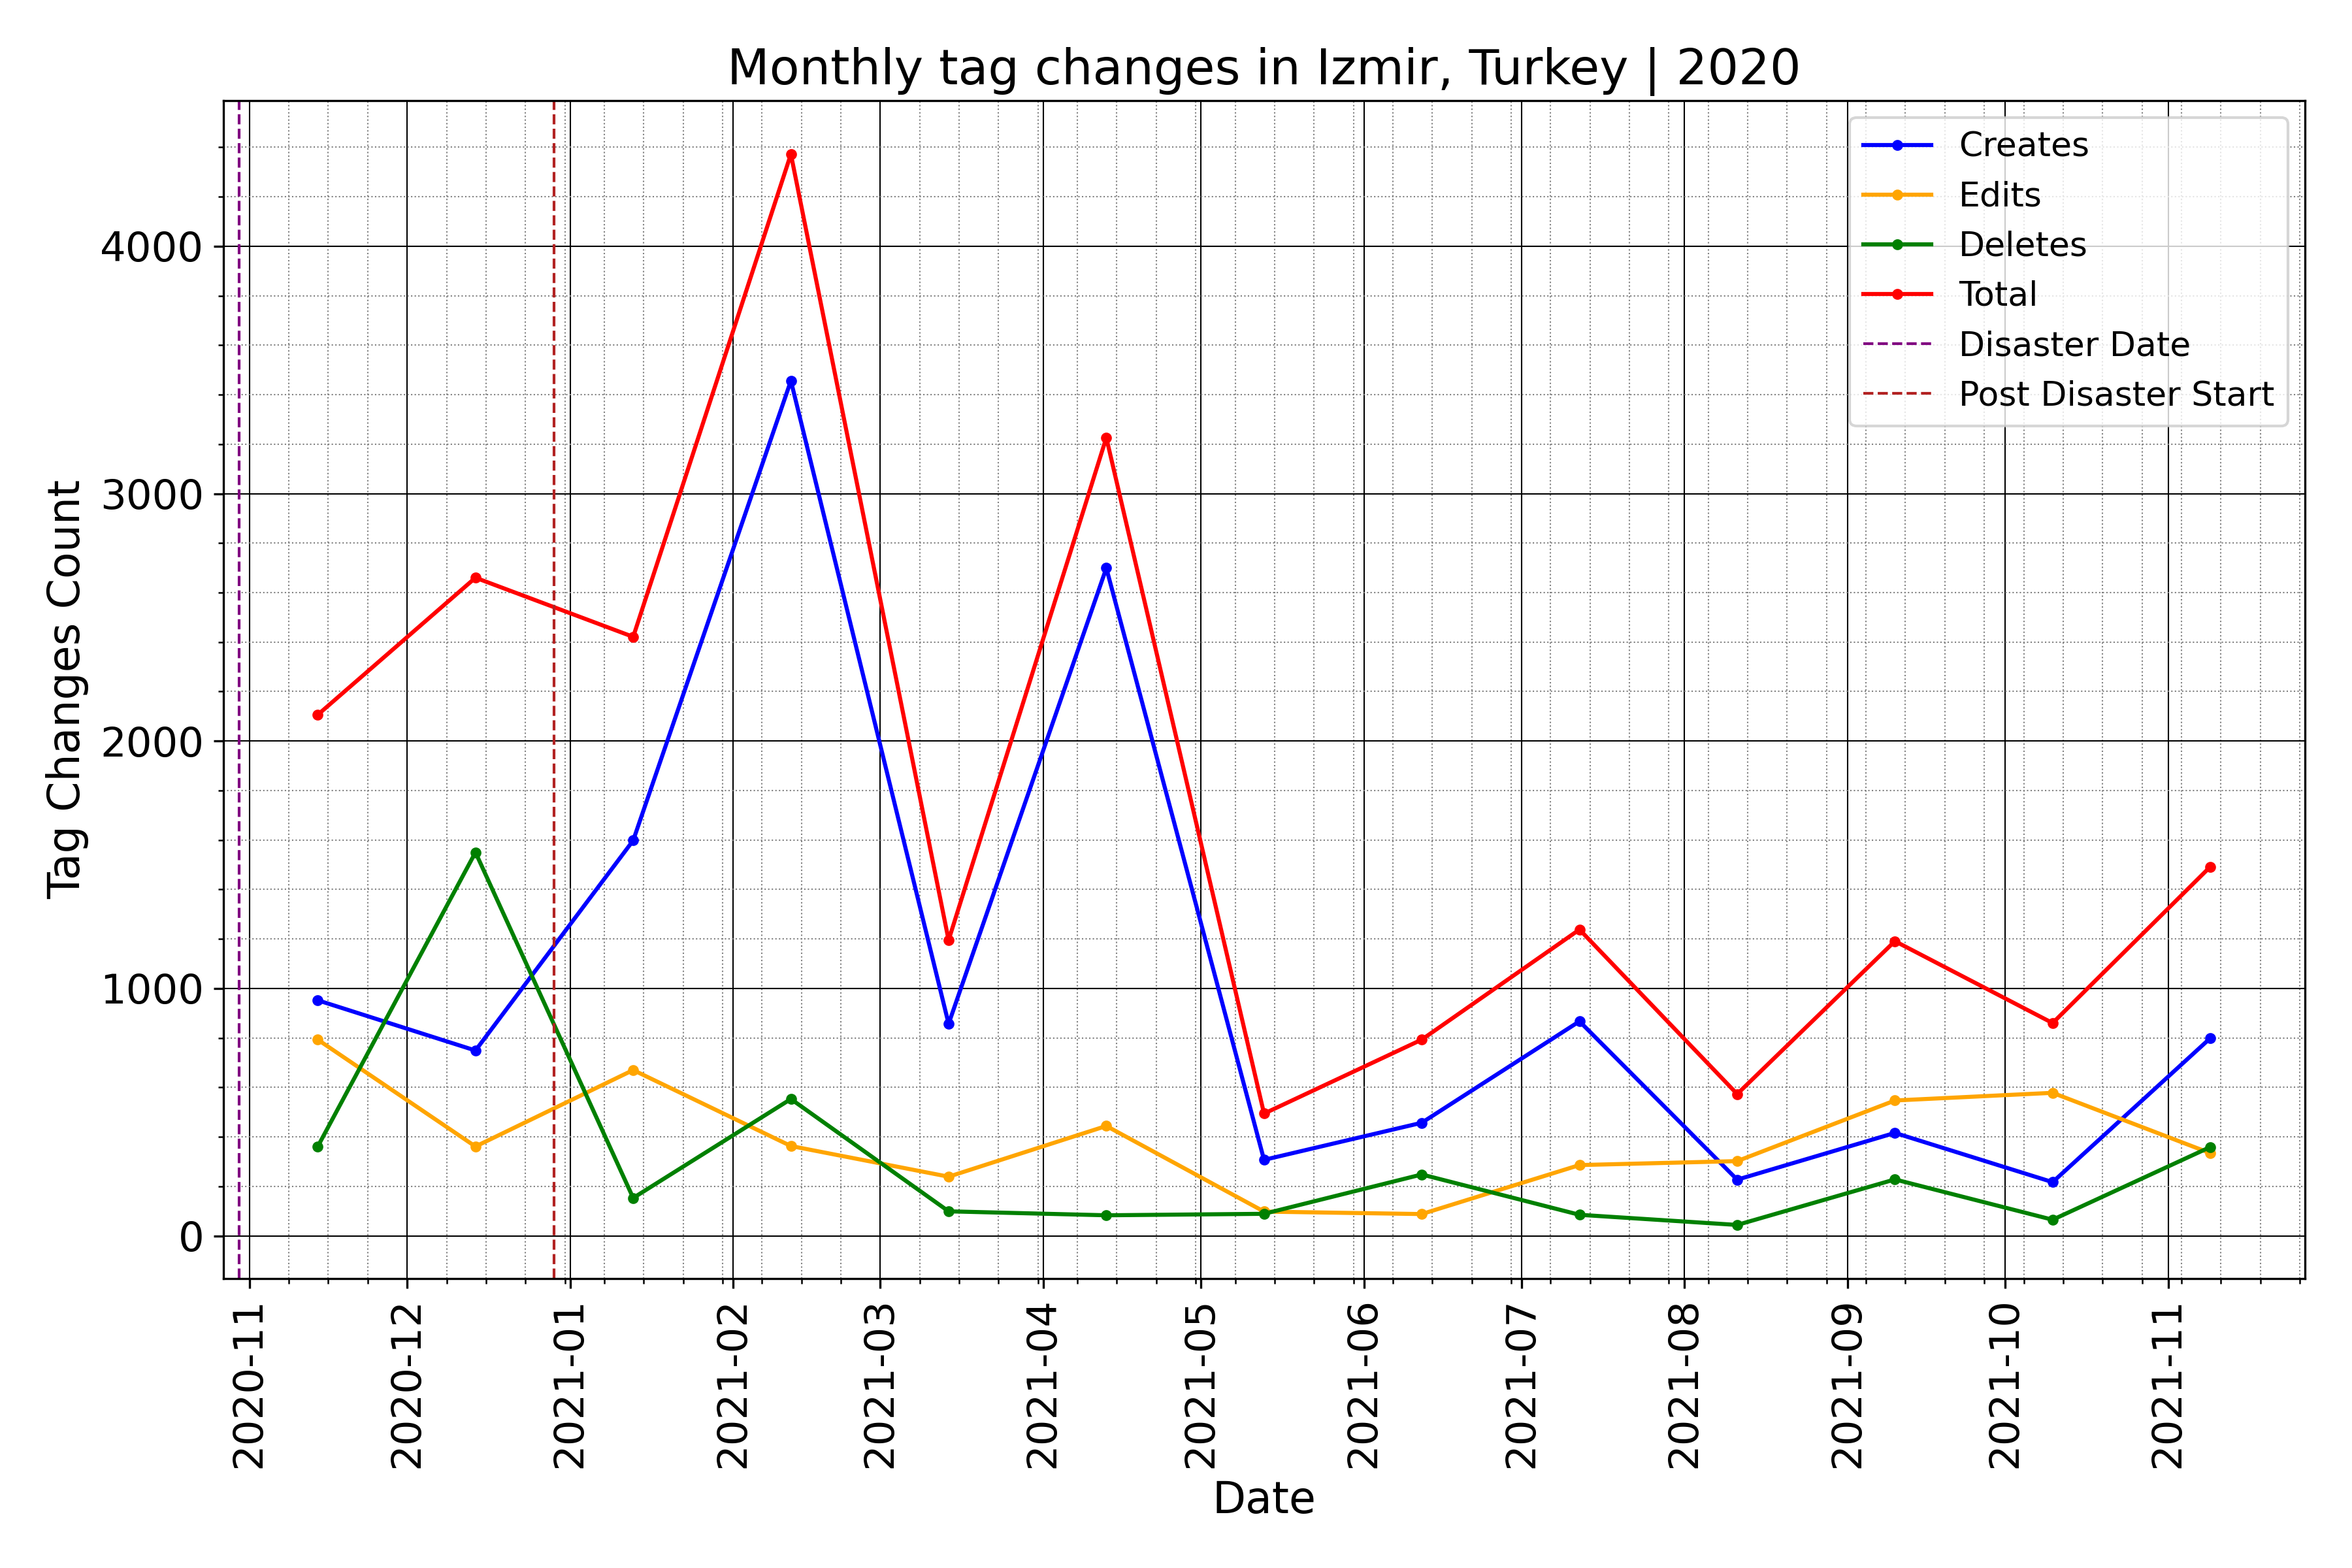 Monthly tag changes in Izmir, Turkey | 2020
Tag Changes Count
4000
3000
2000
1000
0
Creates
Edits
Deletes
Total
Disaster Date
Post Disaster Start
2020-11
2020-12
2021-01
2021-02
2021-03
2021-04
2021-05
2021-06
2021-07
2021-08
2021-09
2021-10
2021-11
Date